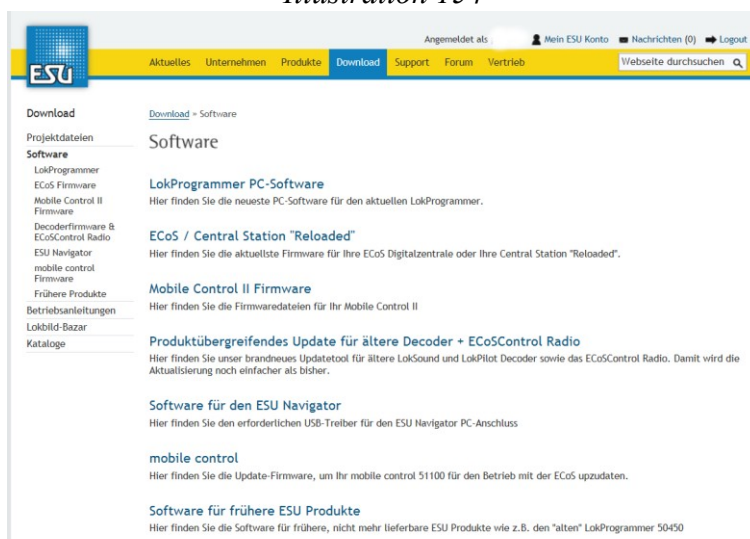 Illustration 134
Angemeldet als
Mein ESU Konto
Nachrichten (0)
Logout
ESU
Aktuelles Unternehmen Produkte Download Support Forum Vertrieb
Webseite durchsuchen
Download
Projektdateien
Software
LokProgrammer
ECoS Firmware
Mobile Control II
Firmware
Decoderfirmware &
ECoSControl Radio
ESU Navigator
mobile control
Firmware
Frühere Produkte
Betriebsanleitungen
Lokbild-Bazar
Kataloge
Download » Software
Software
LokProgrammer PC-Software
Hier finden Sie die neueste PC-Software für den aktuellen LokProgrammer.
ECoS / Central Station "Reloaded"
Hier finden Sie die aktuellste Firmware für Ihre ECoS Digitalzentrale oder Ihre Central Station "Reloaded".
Mobile Control II Firmware
Hier finden Sie die Firmwaredateien für Ihr Mobile Control II
Produktübergreifendes Update für ältere Decoder + ECoSControl Radio
Hier finden Sie unser brandneues Updatetool für ältere LokSound und LokPilot Decoder sowie das ECoSControl Radio. Damit wird die
Aktualisierung noch einfacher als bisher.
Software für den ESU Navigator
Hier finden Sie den erforderlichen USB-Treiber für den ESU Navigator PC-Anschluss
mobile control
Hier finden Sie die Update-Firmware, um Ihr mobile control 51100 für den Betrieb mit der ECoS upzudaten.
Software für frühere ESU Produkte
Hier finden Sie die Software für frühere, nicht mehr lieferbare ESU Produkte wie z.B. den "alten" LokProgrammer 50450